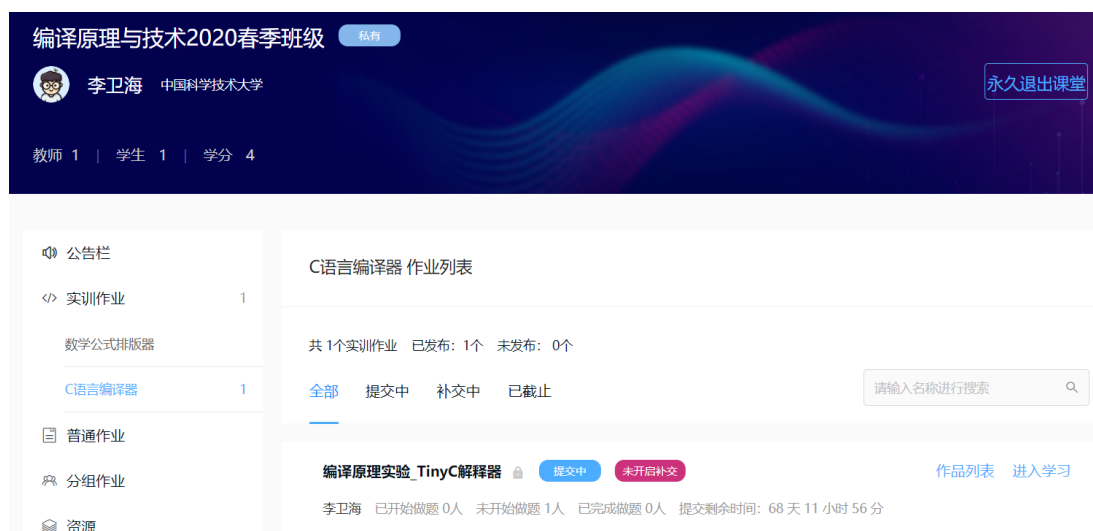 编译原理与技术2020春季班级 私有
李卫海 中国科学技术大学
永久退出课堂
教师 1 | 学生 1 | 学分 4
公告栏
实训作业 1
数学公式排版器
C语言编译器 1
普通作业
分组作业
资源
C语言编译器 作业列表
共 1个实训作业 已发布：1个 未发布： 0个
全部 提交中 补交中 已截止
请输入名称进行搜索
编译原理实验_TinyC解释器 提交中 未开启补交
作品列表 进入学习
李卫海 已开始做题 0人 未开始做题 1人 已完成做题 0人 提交剩余时间：68 天 11 小时 56 分